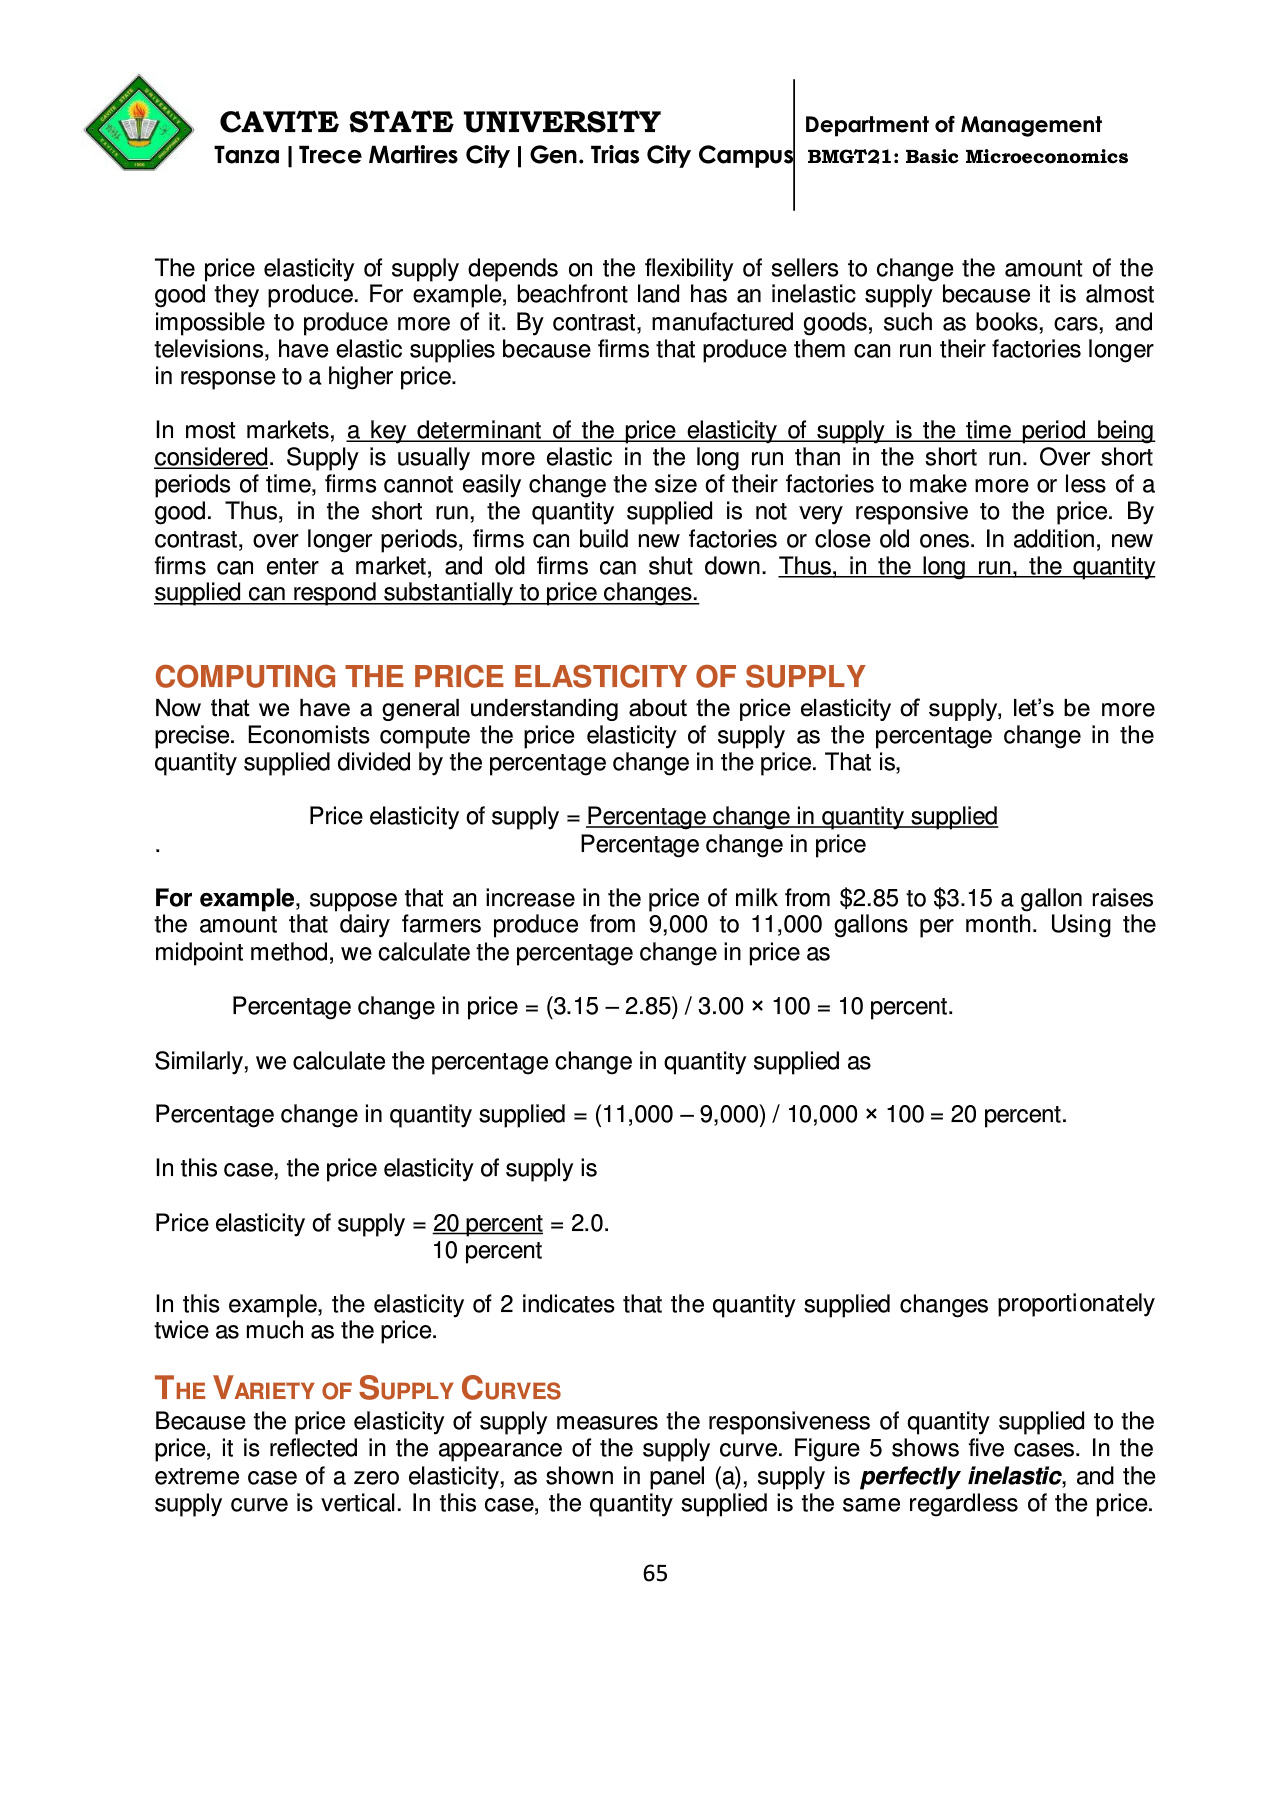 CAVITE STATE UNIVERSITY
Tanza | Trece Martires City | Gen. Trias City Campus
Department of Management
BMGT21: Basic Microeconomics
The price elasticity of supply depends on the flexibility of sellers to change the amount of the
good they produce. For example, beachfront land has an inelastic supply because it is almost
impossible to produce more of it. By contrast, manufactured goods, such as books, cars, and
televisions, have elastic supplies because firms that produce them can run their factories longer
in response to a higher price.
In most markets, a key determinant of the price elasticity of supply is the time period being
considered. Supply is usually more elastic in the long run than in the short run. Over short
periods of time, firms cannot easily change the size of their factories to make more or less of a
good. Thus, in the short run, the quantity supplied is not very responsive to the price. By
contrast, over longer periods, firms can build new factories or close old ones. In addition, new
firms can enter a market, and old firms can shut down. Thus, in the long run, the quantity
supplied can respond substantially to price changes.
COMPUTING THE PRICE ELASTICITY OF SUPPLY
Now that we have a general understanding about the price elasticity of supply, let’s be more
precise. Economists compute the price elasticity of supply as the percentage change in the
quantity supplied divided by the percentage change in the price. That is,
Price elasticity of supply = Percentage change in quantity supplied
. Percentage change in price
For example, suppose that an increase in the price of milk from $2.85 to $3.15 a gallon raises
the amount that dairy farmers produce from 9,000 to 11,000 gallons per month. Using the
midpoint method, we calculate the percentage change in price as
Percentage change in price = (3.15 – 2.85) / 3.00 × 100 = 10 percent.
Similarly, we calculate the percentage change in quantity supplied as
Percentage change in quantity supplied = (11,000 – 9,000) / 10,000 × 100 = 20 percent.
In this case, the price elasticity of supply is
Price elasticity of supply = 20 percent = 2.0.
10 percent
In this example, the elasticity of 2 indicates that the quantity supplied changes proportionately
twice as much as the price.
THE VARIETY OF SUPPLY CURVES
Because the price elasticity of supply measures the responsiveness of quantity supplied to the
price, it is reflected in the appearance of the supply curve. Figure 5 shows five cases. In the
extreme case of a zero elasticity, as shown in panel (a), supply is perfectly inelastic, and the
supply curve is vertical. In this case, the quantity supplied is the same regardless of the price.
65